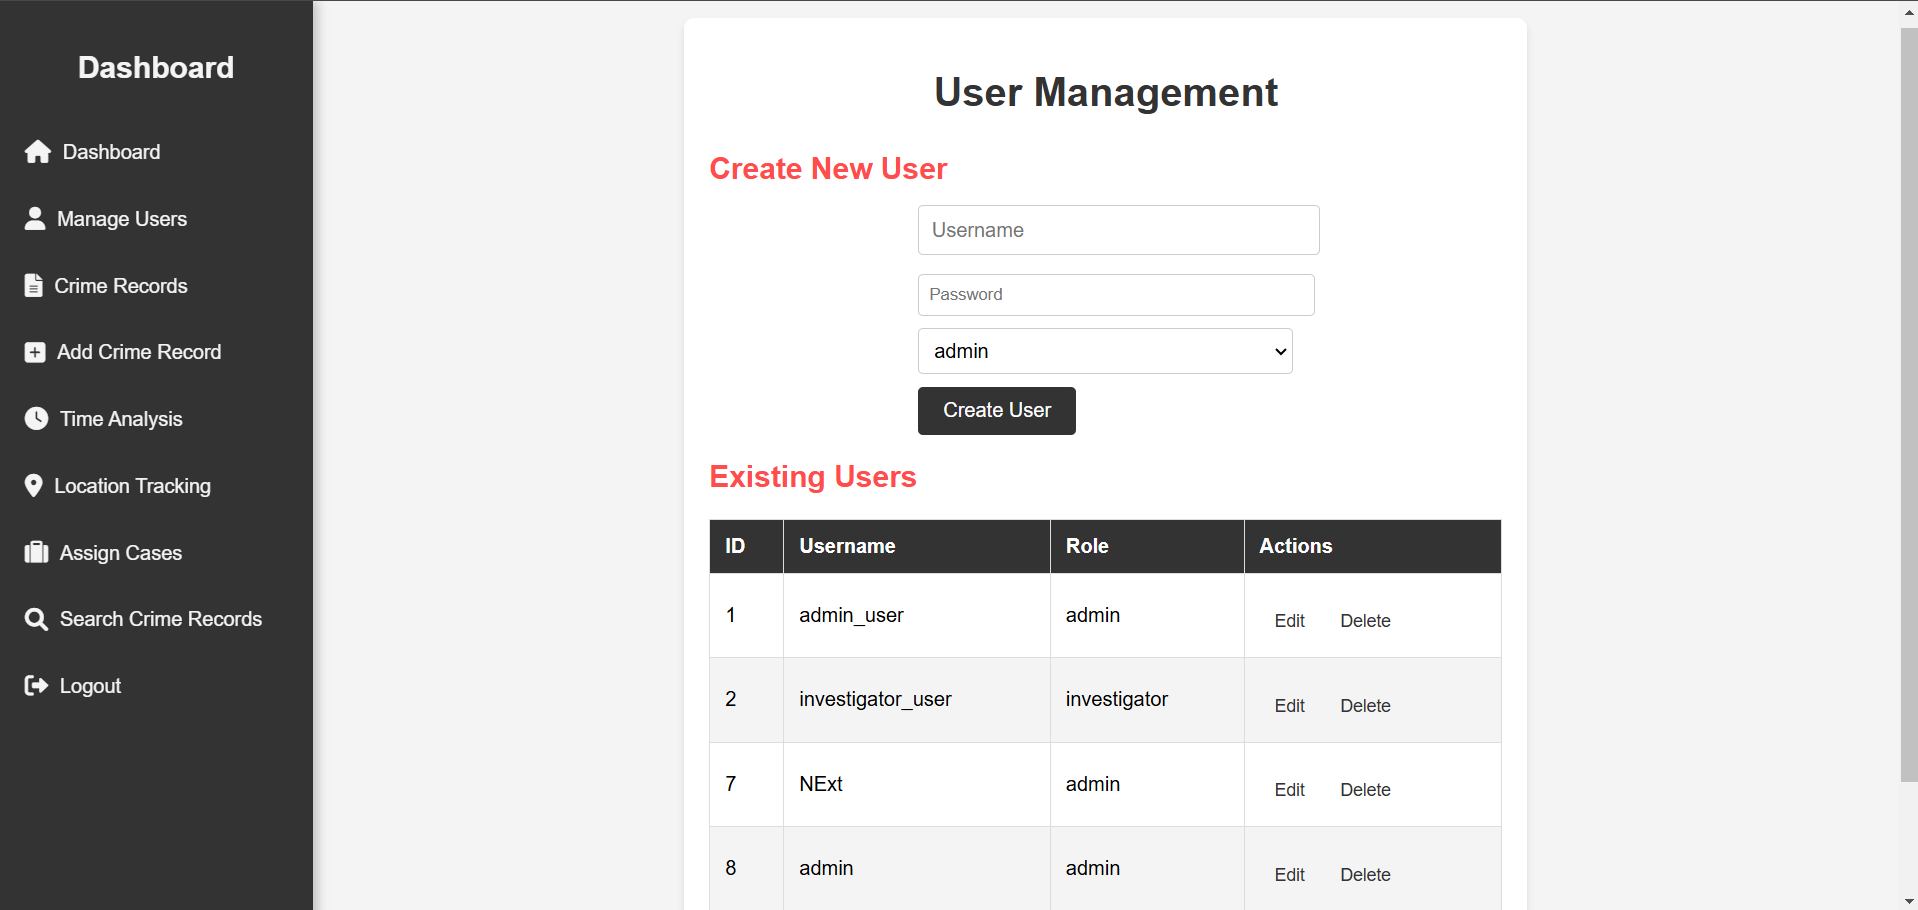 Dashboard
Dashboard
Manage Users
Crime Records
Add Crime Record
Time Analysis
Location Tracking
Assign Cases
Search Crime Records
Logout
User Management
Create New User
Username
Password
admin
Create User
Existing Users
ID Username Role Actions
1 admin_user admin Edit Delete
2 investigator_user investigator Edit Delete
7 NExt admin Edit Delete
8 admin admin Edit Delete